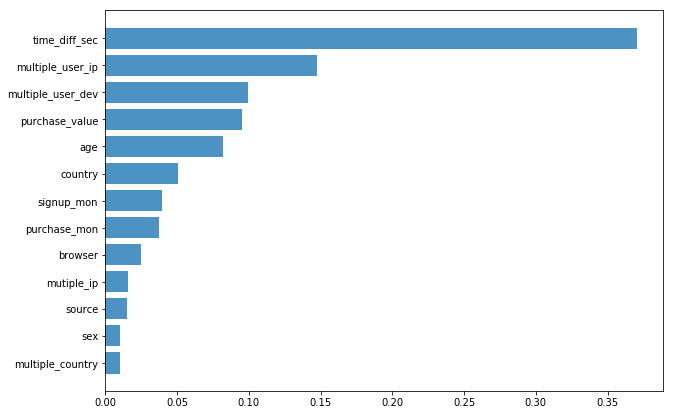 time_diff_sec
multiple_user_ip
multiple_user_dev
purchase_value
age
country
signup_mon
purchase_mon
browser
mutiple_ip
source
sex
multiple_country
0.00 0.05 0.10 0.15 0.20 0.25 0.30 0.35